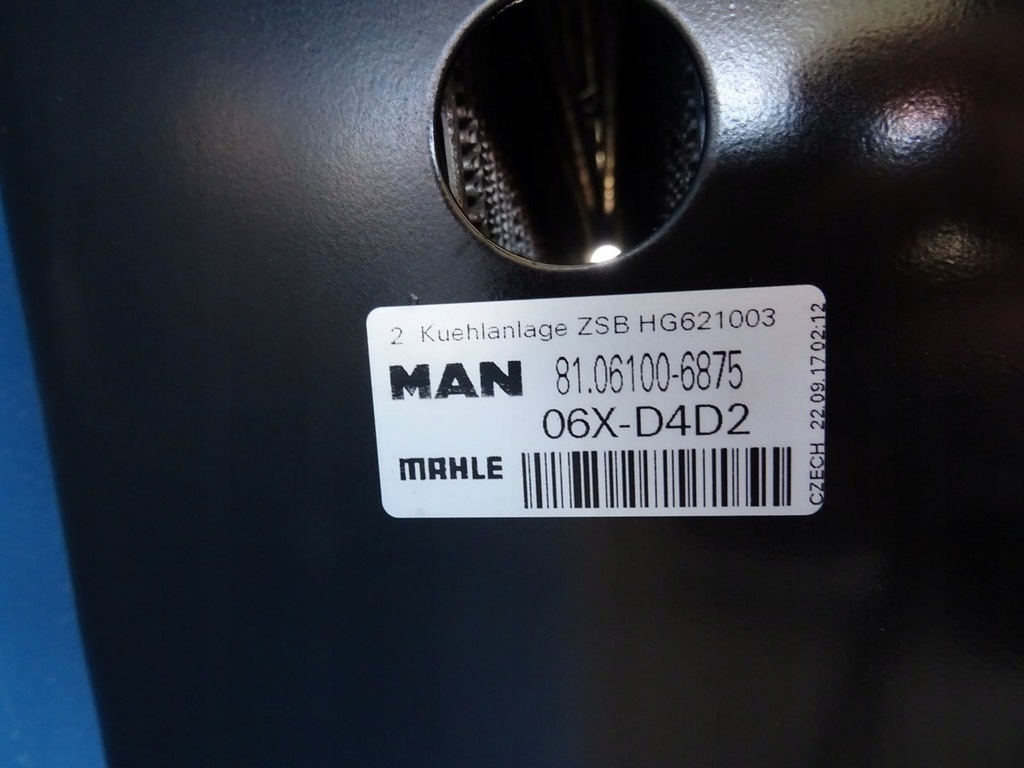 2 Kuehlanlage ZSB HG621003
MAN 81.06100-6875
06X-D4D2
MAHLE
CZECH 22.09.17 02:12